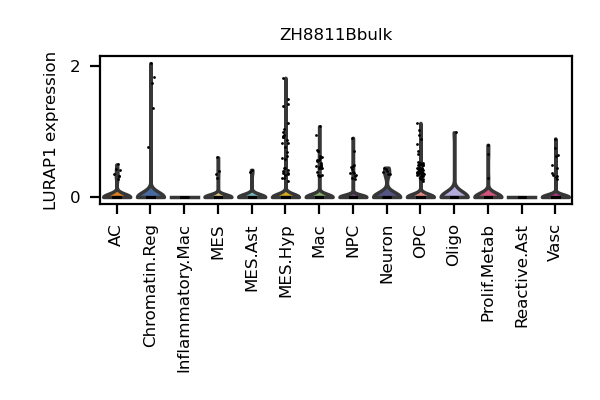 ZH8811Bbulk
LURAP1 expression
2
0
AC
Chromatin.Reg
Inflammatory.Mac
MES
MES.Ast
MES.Hyp
Mac
NPC
Neuron
OPC
Oligo
Prolif.Metab
Reactive.Ast
Vasc